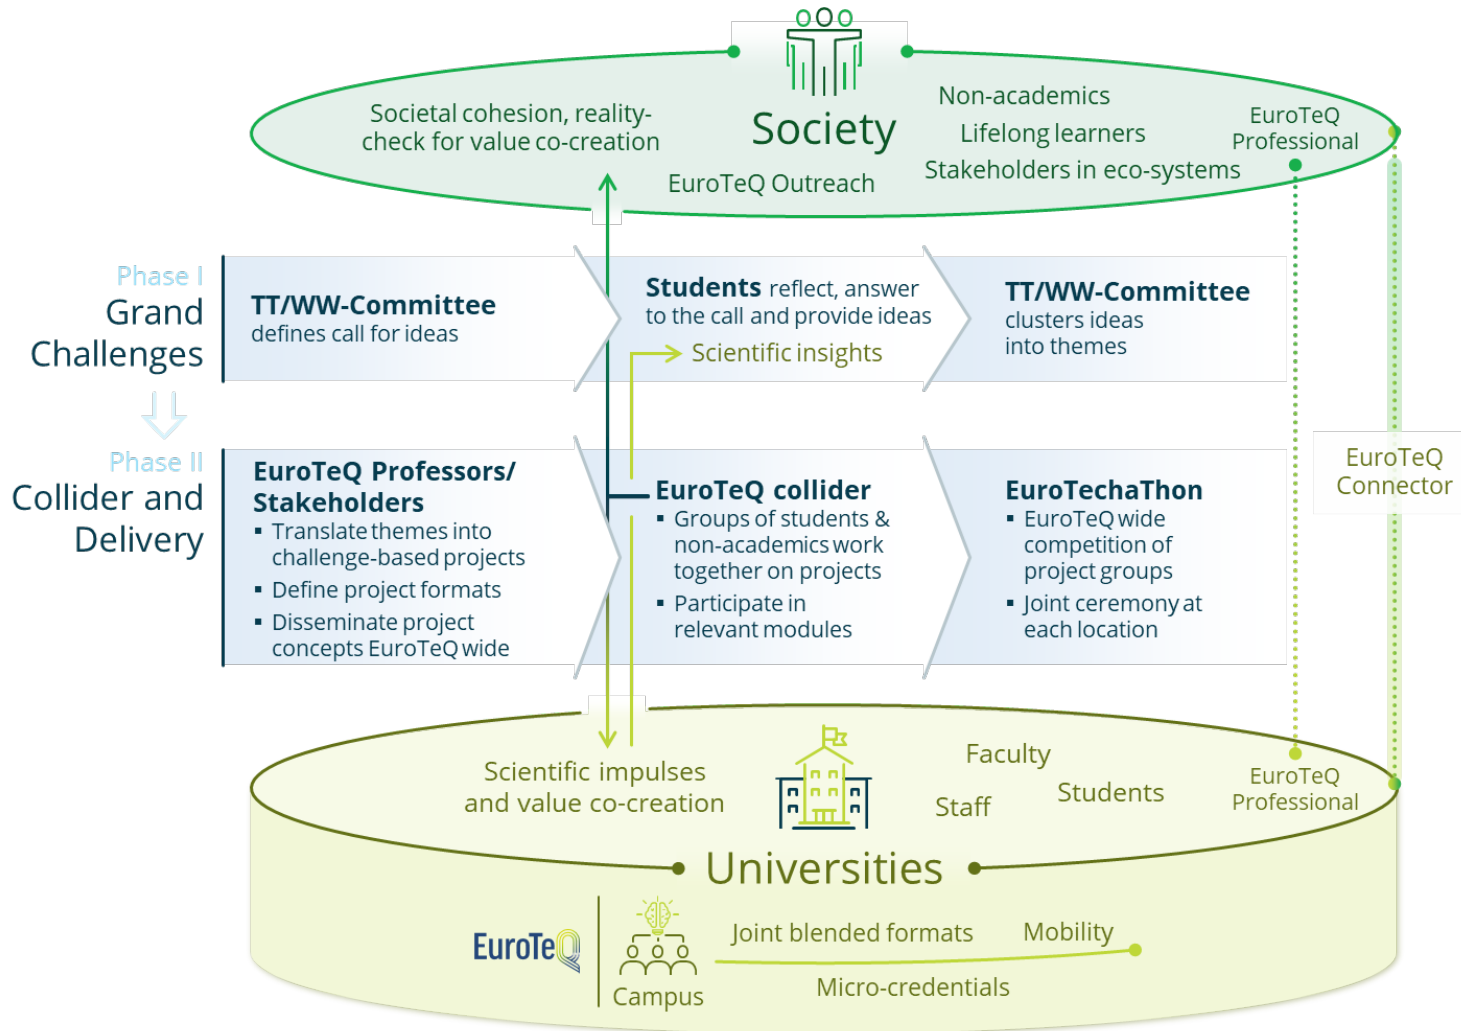 Societal cohesion, reality-
check for value co-creation
Society
EuroTeQ Outreach
Non-academics
Lifelong learners
Stakeholders in eco-systems
EuroTeQ
Professional
Phase I
Grand
Challenges
TT/WW-Committee
defines call for ideas
Students reflect, answer
to the call and provide ideas
Scientific insights
TT/WW-Committee
clusters ideas
into themes
Phase II
Collider and
Delivery
EuroTeQ Professors/
Stakeholders
▪ Translate themes into
challenge-based projects
▪ Define project formats
▪ Disseminate project
concepts EuroTeQ wide
EuroTeQ collider
▪ Groups of students &
non-academics work
together on projects
▪ Participate in
relevant modules
EuroTechaThon
▪ EuroTeQ wide
competition of
project groups
▪ Joint ceremony at
each location
EuroTeQ
Connector
Scientific impulses
and value co-creation
Faculty
Staff
Students
EuroTeQ
Professional
Universities
EuroTeQ
Campus
Joint blended formats
Mobility
Micro-credentials